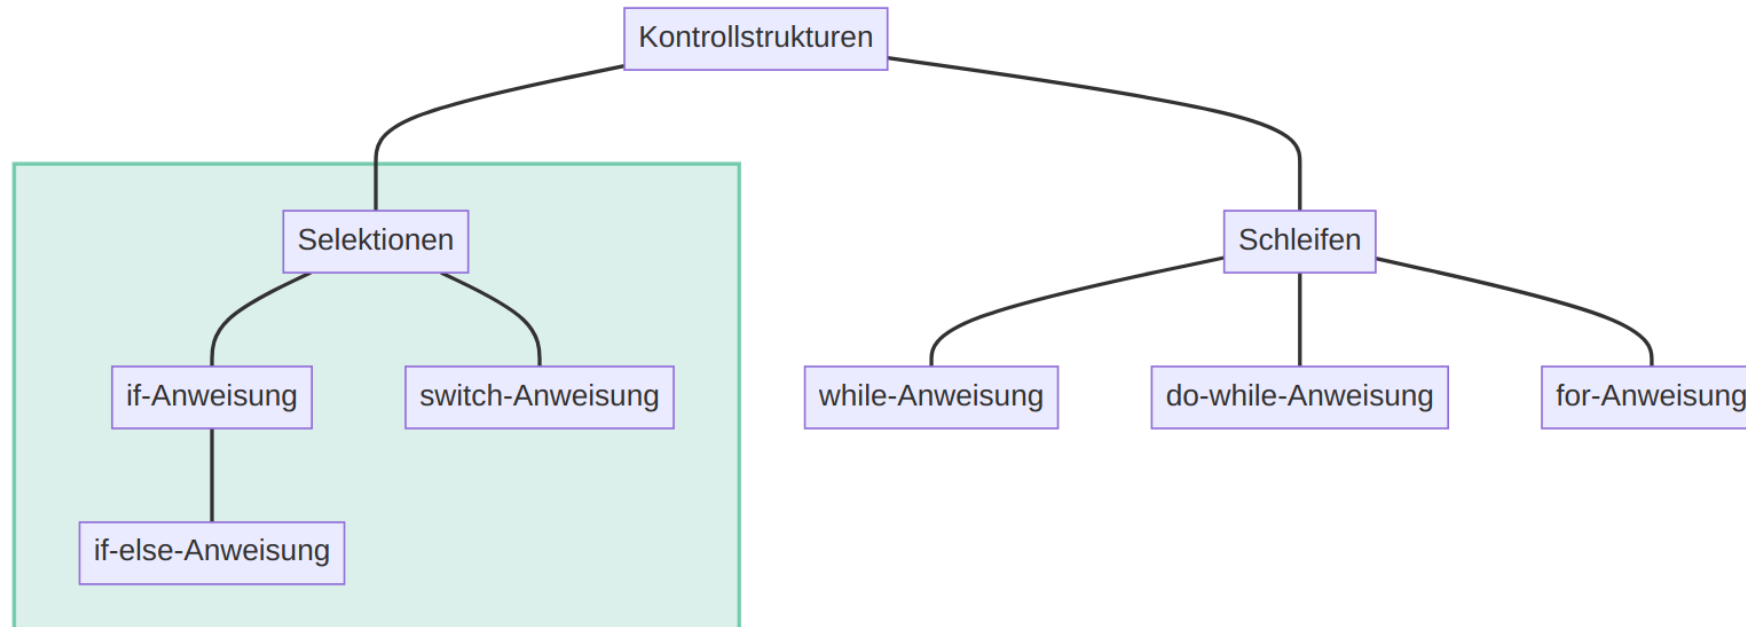 Kontrollstrukturen
Selektionen
Schleifen
if-Anweisung
switch-Anweisung
while-Anweisung
do-while-Anweisung
for-Anweisung
if-else-Anweisung